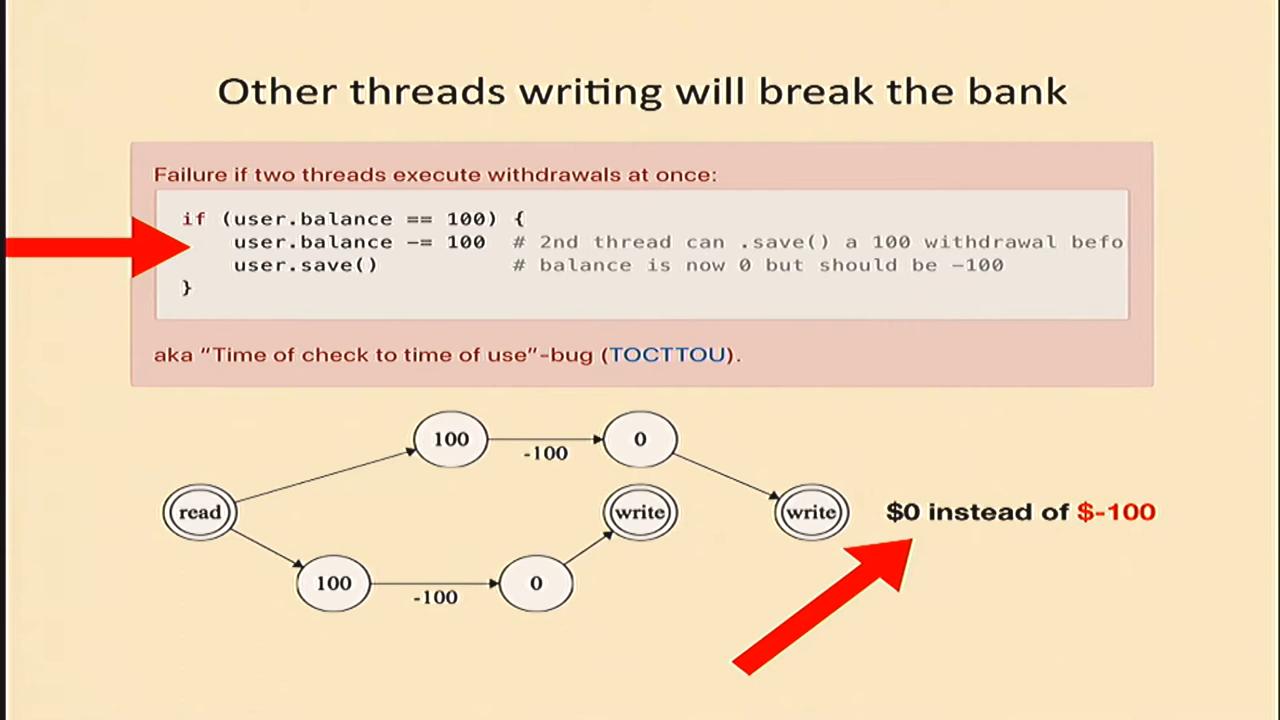 Other threads writing will break the bank
Failure if two threads execute withdrawals at once:
if (user.balance == 100) {
user.balance -= 100 # 2nd thread can .save() a 100 withdrawal befo
user.save() # balance is now 0 but should be -100
}
aka "Time of check to time of use"-bug (TOCTTOU).
100
-100
0
read
write
write
$0 instead of $-100
100
-100
0